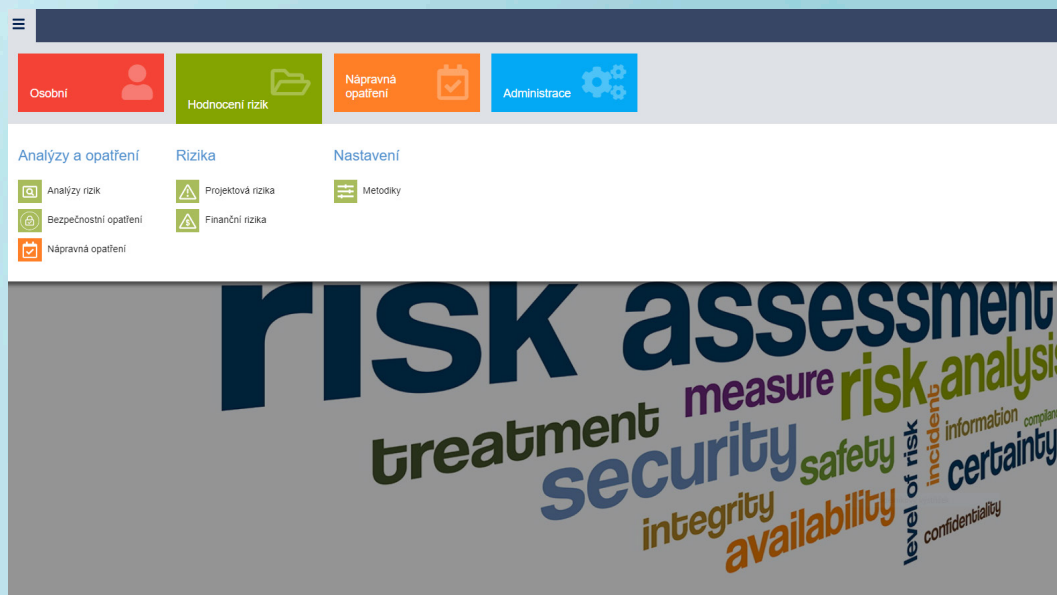 Osobní
Hodnocení rizik
Nápravná
opatření
Administrace
Analýzy a opatření
Rizika
Nastavení
Analýzy rizik
Projektová rizika
Metodiky
Bezpečnostní opatření
Finanční rizika
Nápravná opatření
risk assessment
measure
risk analysis
treatment
security
safety
level of risk
incident
information
certainty
integrity
availability
confidentiality